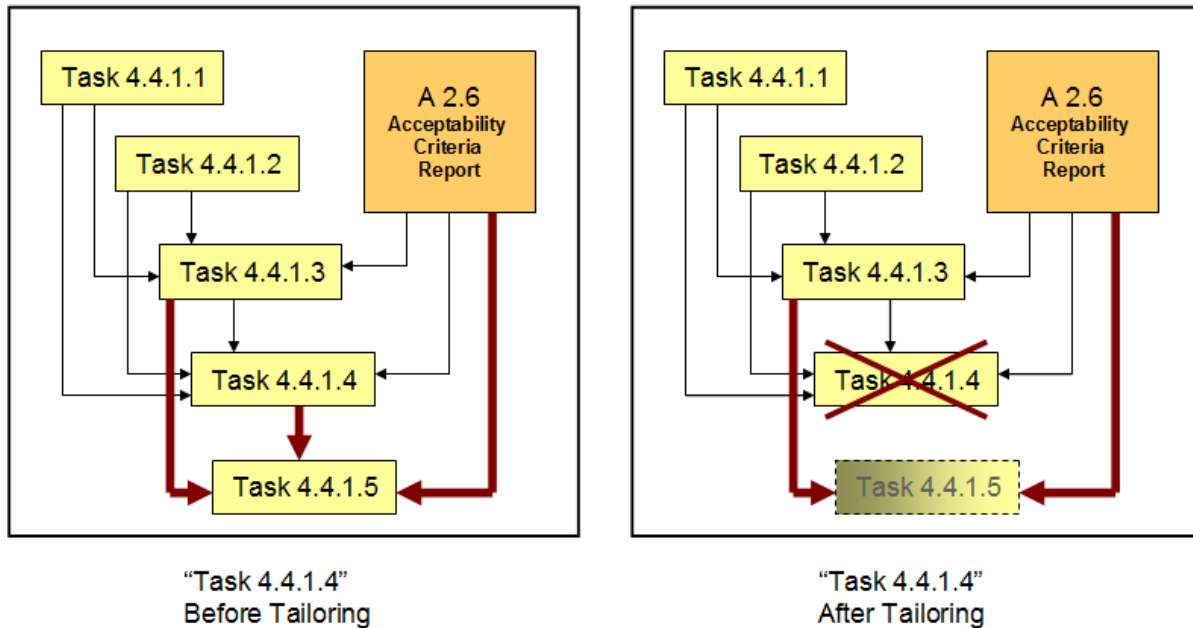 Task 4.4.1.1
A 2.6
Acceptability
Criteria
Report
Task 4.4.1.2
Task 4.4.1.3
Task 4.4.1.4
Task 4.4.1.5
"Task 4.4.1.4"
Before Tailoring
Task 4.4.1.1
A 2.6
Acceptability
Criteria
Report
Task 4.4.1.2
Task 4.4.1.3
Task 4.4.1.4
Task 4.4.1.5
"Task 4.4.1.4"
After Tailoring